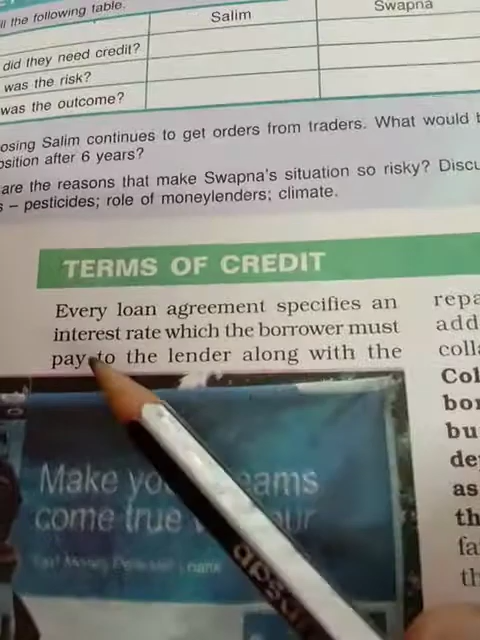 ll the following table.
Salim
Swapna
did they need credit?
was the risk?
was the outcome?
osing Salim continues to get orders from traders. What would
osition after 6 years?
are the reasons that make Swapna's situation so risky? Discu
s – pesticides; role of moneylenders; climate.
TERMS OF CREDIT
Every loan agreement specifies an
interest rate which the borrower must
pay to the lender along with the
repa
add
coll
Col
bor
bu
de
as
th
fa
th
Make yo eams
come true
apsara